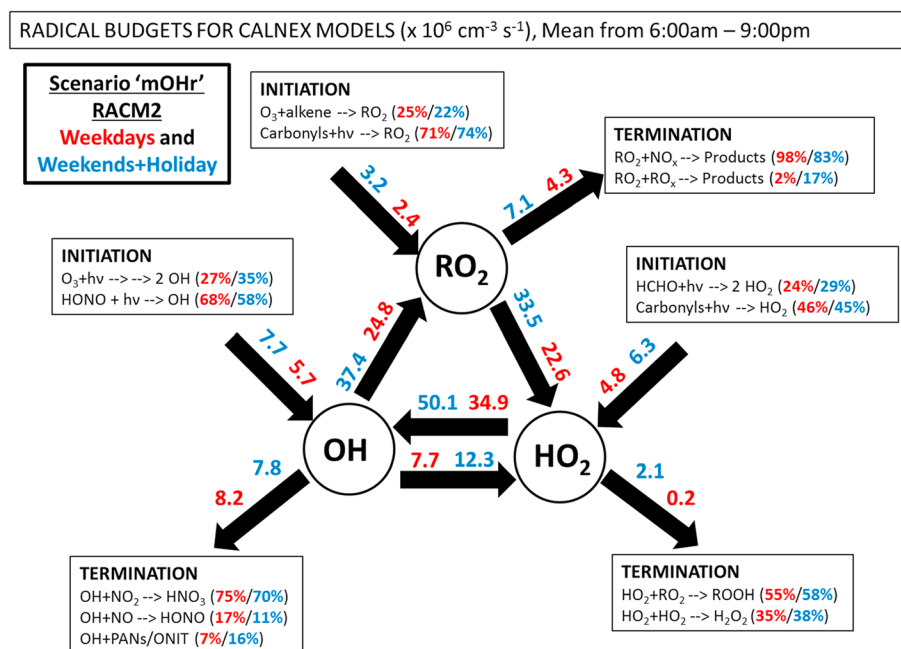 RADICAL BUDGETS FOR CALNEX MODELS (x 10⁶ cm⁻³ s⁻¹), Mean from 6:00am – 9:00pm
Scenario ‘mOHr’
RACM2
Weekdays and
Weekends+Holiday
INITIATION
O₃+alkene --> RO₂ (25%/22%)
Carbonyls+hν --> RO₂ (71%/74%)
TERMINATION
RO₂+NOₓ --> Products (98%/83%)
RO₂+ROₓ --> Products (2%/17%)
3.2
2.4
7.1 4.3
RO₂
INITIATION
O₃+hν --> --> 2 OH (27%/35%)
HONO + hν --> OH (68%/58%)
INITIATION
HCHO+hν --> 2 HO₂ (24%/29%)
Carbonyls+hν --> HO₂ (46%/45%)
7.7
5.7
37.4 24.8
33.5
22.6
4.8 6.3
50.1 34.9
OH
HO₂
7.7 12.3
7.8
8.2
2.1
0.2
TERMINATION
OH+NO₂ --> HNO₃ (75%/70%)
OH+NO --> HONO (17%/11%)
OH+PANs/ONIT (7%/16%)
TERMINATION
HO₂+RO₂ --> ROOH (55%/58%)
HO₂+HO₂ --> H₂O₂ (35%/38%)